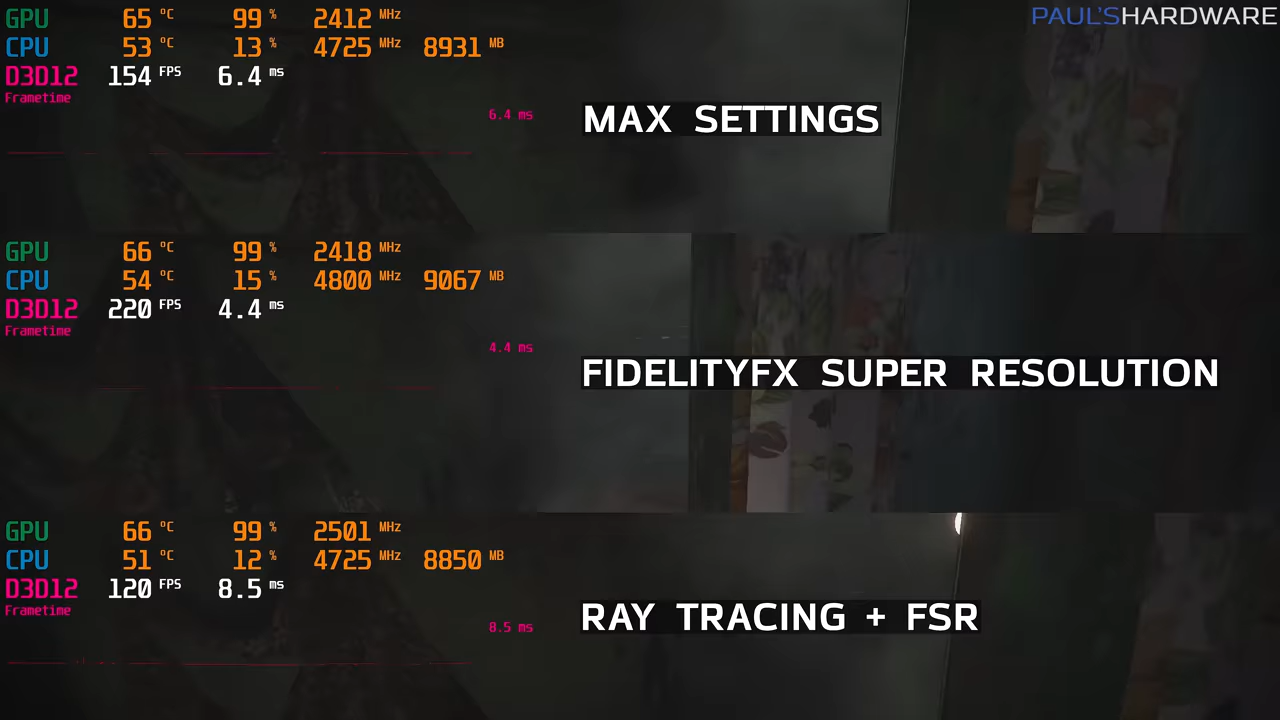 PAUL'SHARDWARE
GPU 65 °C 99 % 2412 MHz
CPU 53 °C 13 % 4725 MHz 8931 MB
D3D12 154 FPS 6.4 ms
Frametime
6.4 ms
MAX SETTINGS
GPU 66 °C 99 % 2418 MHz
CPU 54 °C 15 % 4800 MHz 9067 MB
D3D12 220 FPS 4.4 ms
Frametime
4.4 ms
FIDELITYFX SUPER RESOLUTION
GPU 66 °C 99 % 2501 MHz
CPU 51 °C 12 % 4725 MHz 8850 MB
D3D12 120 FPS 8.5 ms
Frametime
8.5 ms
RAY TRACING + FSR